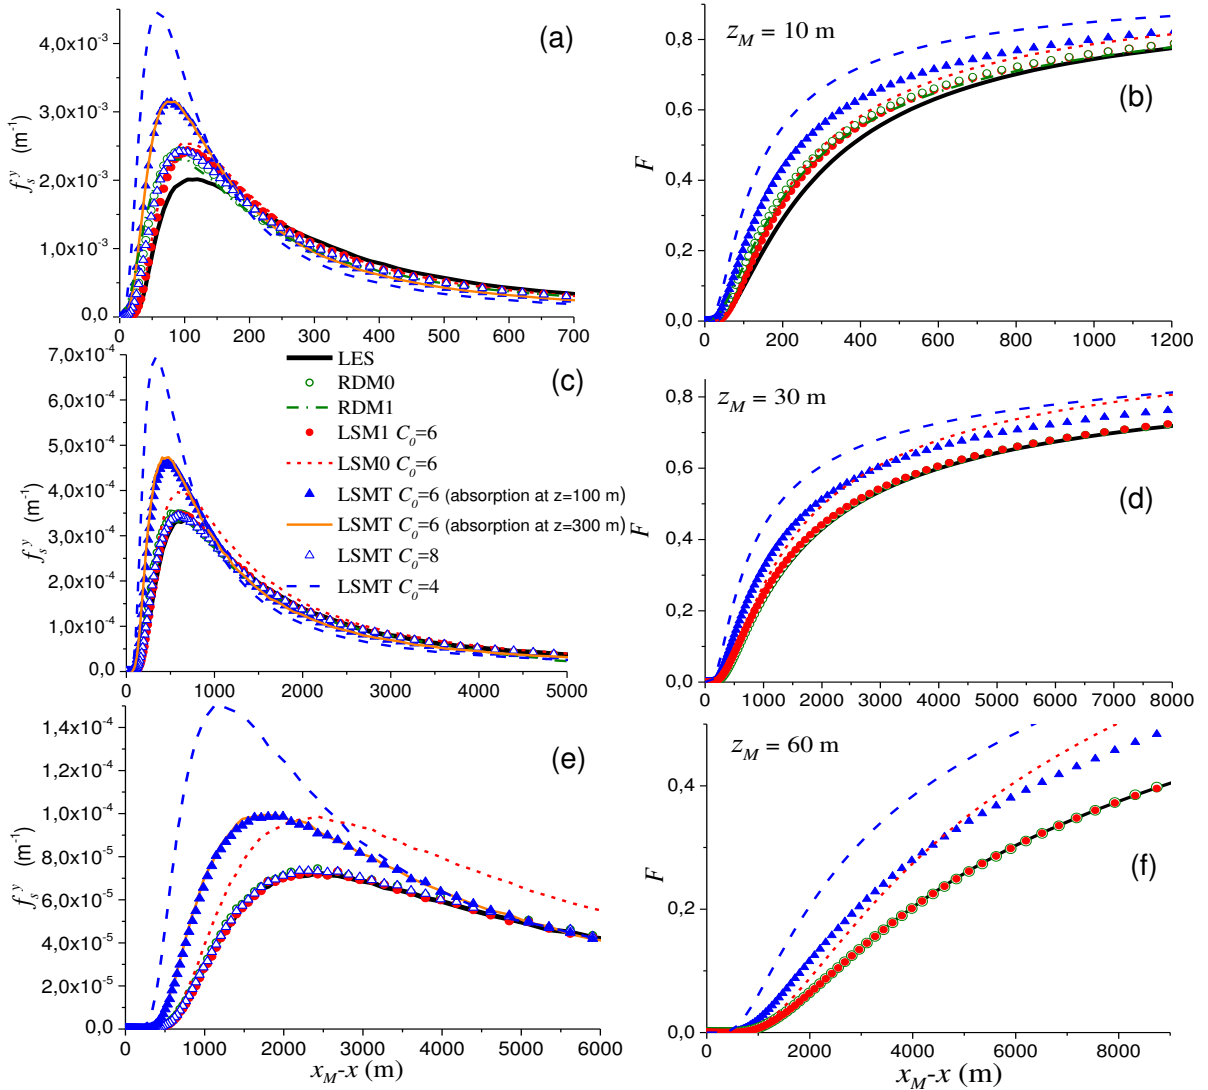 (a)
4,0x10⁻³
3,0x10⁻³
2,0x10⁻³
1,0x10⁻³
0,0
f_s^y (m⁻¹)
0 100 200 300 400 500 600 700
z_M = 10 m
(b)
0,8
0,6
0,4
0,2
0,0
F
0 200 400 600 800 1000 1200
(c)
7,0x10⁻⁴
6,0x10⁻⁴
5,0x10⁻⁴
4,0x10⁻⁴
3,0x10⁻⁴
2,0x10⁻⁴
1,0x10⁻⁴
0,0
f_s^y (m⁻¹)
LES
RDM0
RDM1
LSM1 C₀=6
LSM0 C₀=6
LSMT C₀=6 (absorption at z=100 m)
LSMT C₀=6 (absorption at z=300 m)
LSMT C₀=8
LSMT C₀=4
0 1000 2000 3000 4000 5000
z_M = 30 m
(d)
0,8
0,6
0,4
0,2
0,0
F
0 1000 2000 3000 4000 5000 6000 7000 8000
(e)
1,4x10⁻⁴
1,2x10⁻⁴
1,0x10⁻⁴
8,0x10⁻⁵
6,0x10⁻⁵
4,0x10⁻⁵
2,0x10⁻⁵
0,0
f_s^y (m⁻¹)
0 1000 2000 3000 4000 5000 6000
x_M-x (m)
z_M = 60 m
(f)
0,4
0,2
0,0
F
0 2000 4000 6000 8000
x_M-x (m)